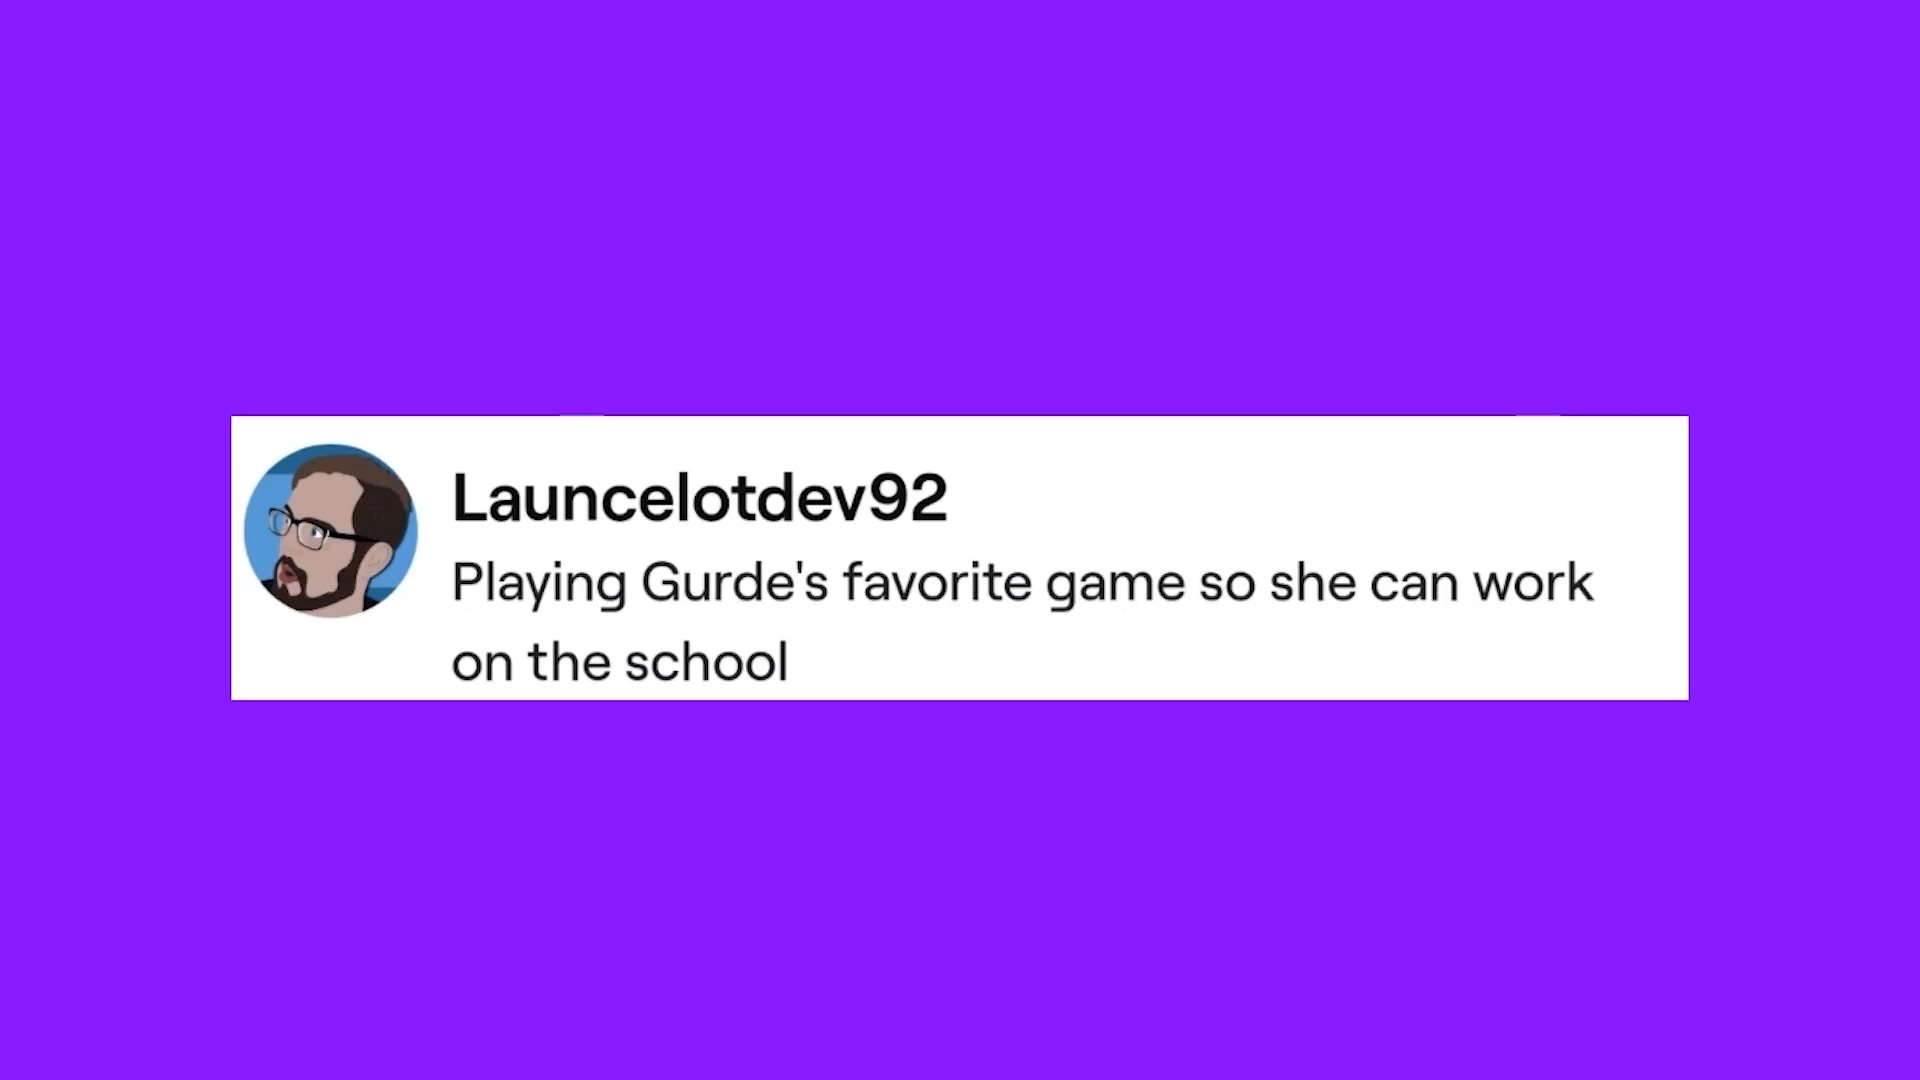 Launcelotdev92
Playing Gurde's favorite game so she can work
on the school